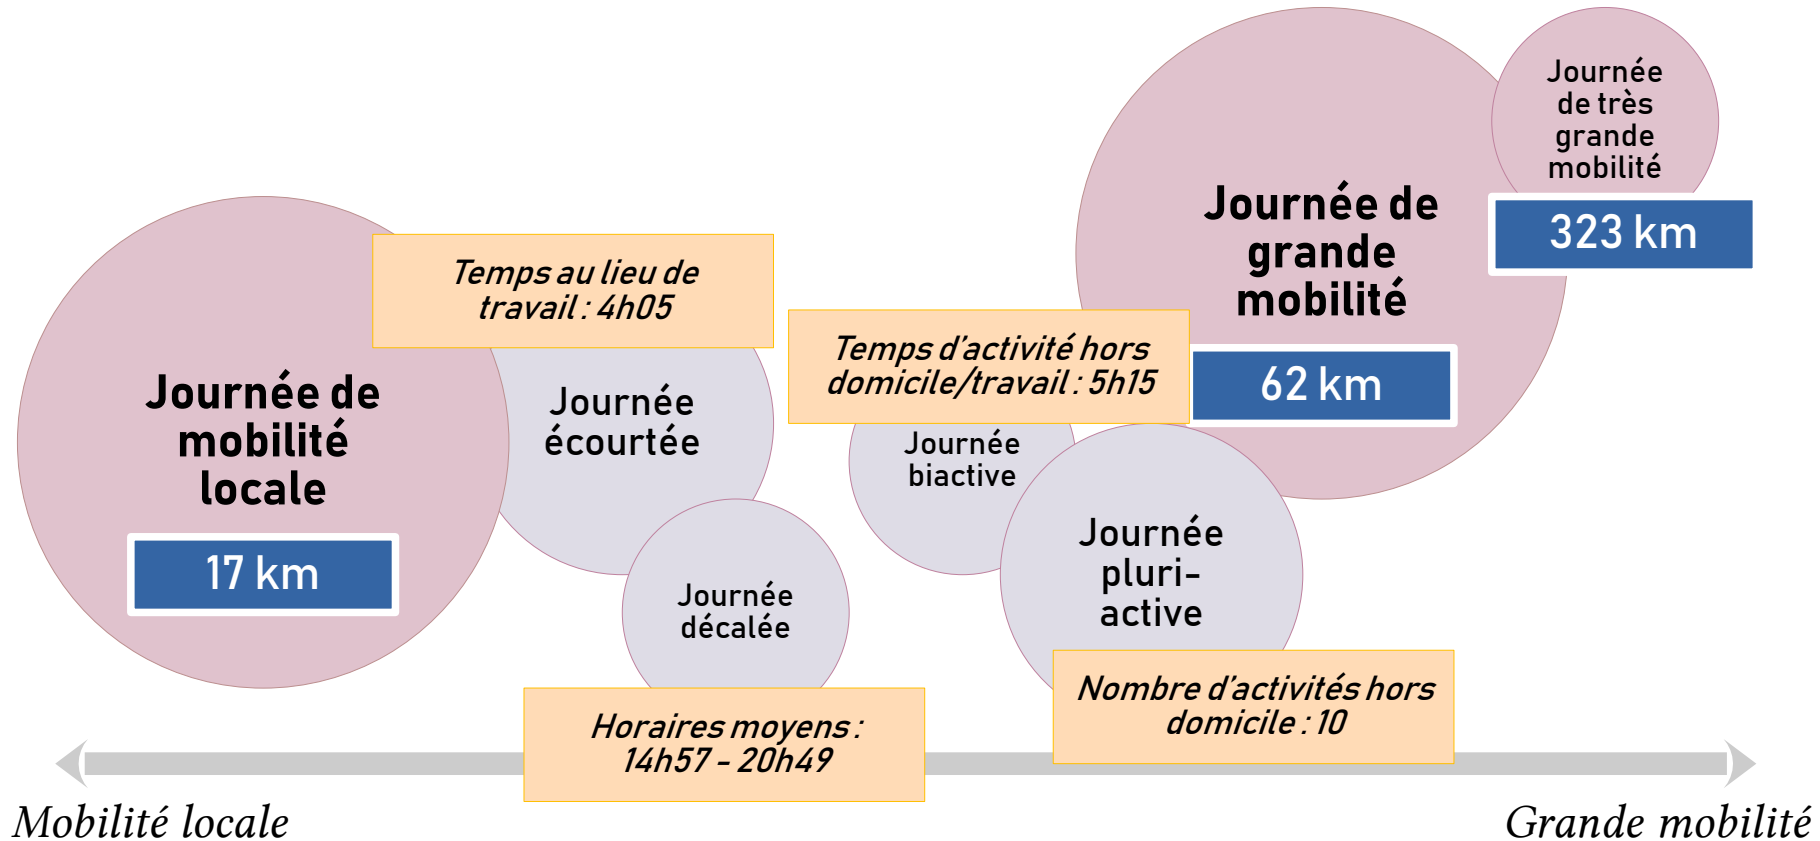 Journée
de très
grande
mobilité
323 km
Journée de
grande
mobilité
62 km
Temps au lieu de
travail : 4h05
Temps d'activité hors
domicile/travail : 5h15
Journée de
mobilité
locale
17 km
Journée
écourtée
Journée
biactive
Journée
pluri-
active
Journée
décalée
Nombre d'activités hors
domicile : 10
Horaires moyens :
14h57 - 20h49
Mobilité locale
Grande mobilité